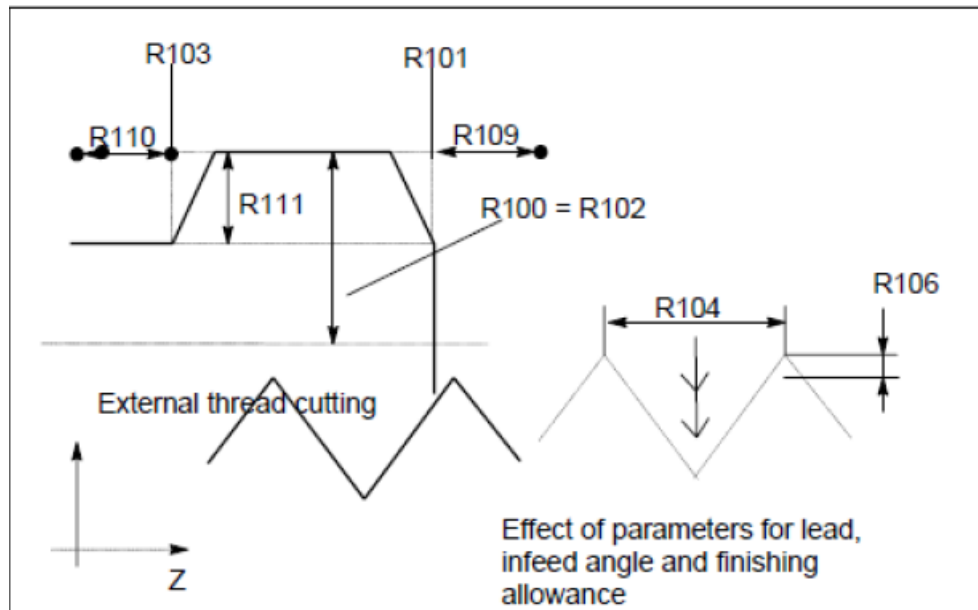 R103
R101
R110
R109
R111
R100 = R102
R106
R104
External thread cutting
Z
Effect of parameters for lead,
infeed angle and finishing
allowance